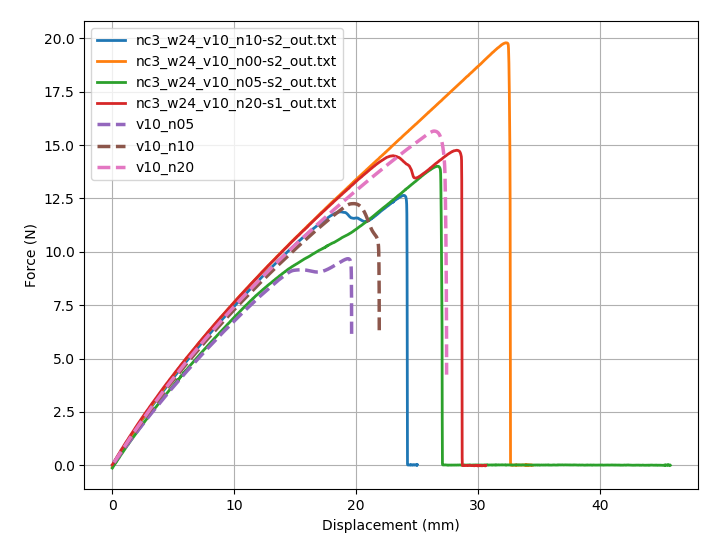 nc3_w24_v10_n10-s2_out.txt
nc3_w24_v10_n00-s2_out.txt
nc3_w24_v10_n05-s2_out.txt
nc3_w24_v10_n20-s1_out.txt
v10_n05
v10_n10
v10_n20
Force (N)
20.0
17.5
15.0
12.5
10.0
7.5
5.0
2.5
0.0
0 10 20 30 40
Displacement (mm)